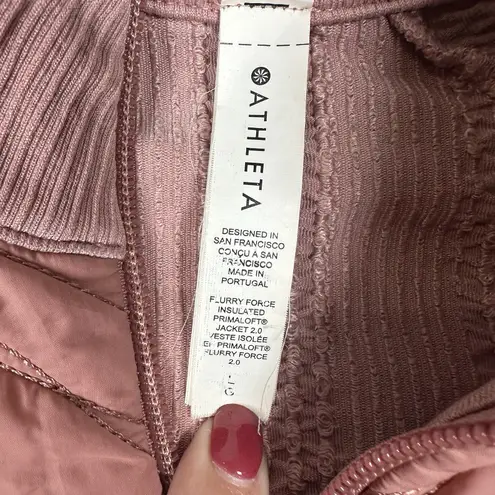 ATHLETA
DESIGNED IN
SAN FRANCISCO
CONÇU A SAN
FRANCISCO
MADE IN
PORTUGAL
FLURRY FORCE
INSULATED
PRIMALOFT®
JACKET 2.0
VESTE ISOLÉE
EN PRIMALOFT®
FLURRY FORCE
2.0